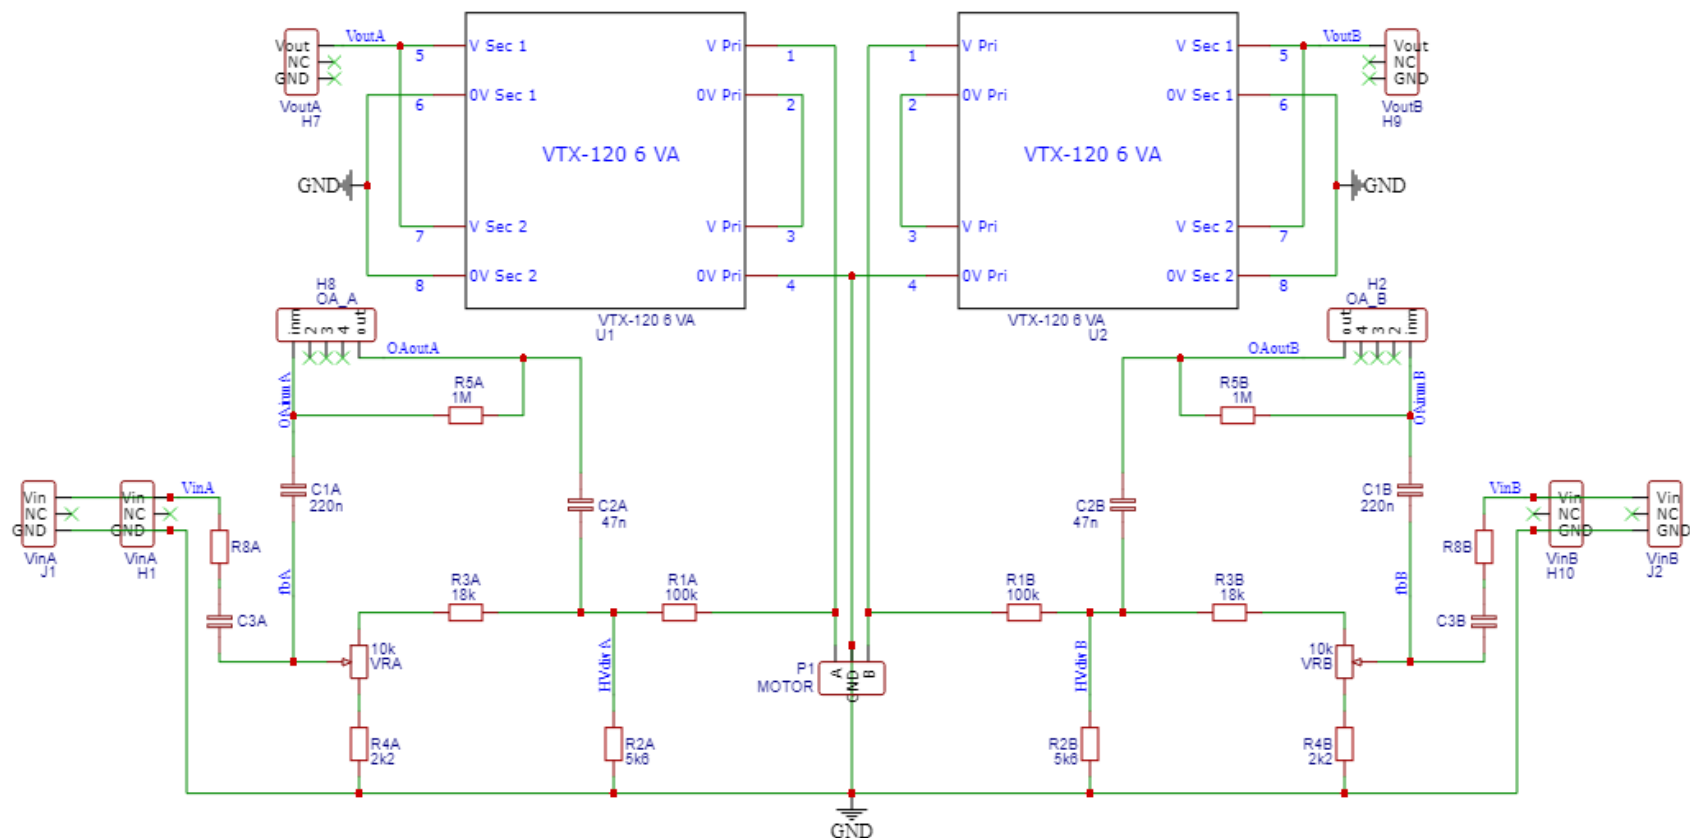 Vout
NC
GND
VoutA
H7
VoutA
5
V Sec 1
V Pri
1
6
0V Sec 1
0V Pri
2
VTX-120 6 VA
7
V Sec 2
V Pri
3
8
0V Sec 2
0V Pri
4
VTX-120 6 VA
U1
GND
1
V Pri
V Sec 1
5
2
0V Pri
0V Sec 1
6
VTX-120 6 VA
3
V Pri
V Sec 2
7
4
0V Pri
0V Sec 2
8
VTX-120 6 VA
U2
VoutB
Vout
NC
GND
VoutB
H9
GND
H8
OA_A
inm
2
3
4
out
OAoutA
OAinmA
R5A
1M
C1A
220n
C2A
47n
H2
OA_B
out
4
3
2
inm
OAoutB
OAinmB
R5B
1M
C1B
220n
C2B
47n
Vin
NC
GND
VinA
J1
Vin
NC
GND
VinA
H1
VinA
R8A
C3A
fbA
R3A
18k
R1A
100k
10k
VRA
HVdivA
R4A
2k2
R2A
5k6
P1
MOTOR
A
GND
B
R1B
100k
R3B
18k
HVdivB
10k
VRB
R2B
5k6
R4B
2k2
fbB
VinB
R8B
C3B
Vin
NC
GND
VinB
H10
Vin
NC
GND
VinB
J2
GND